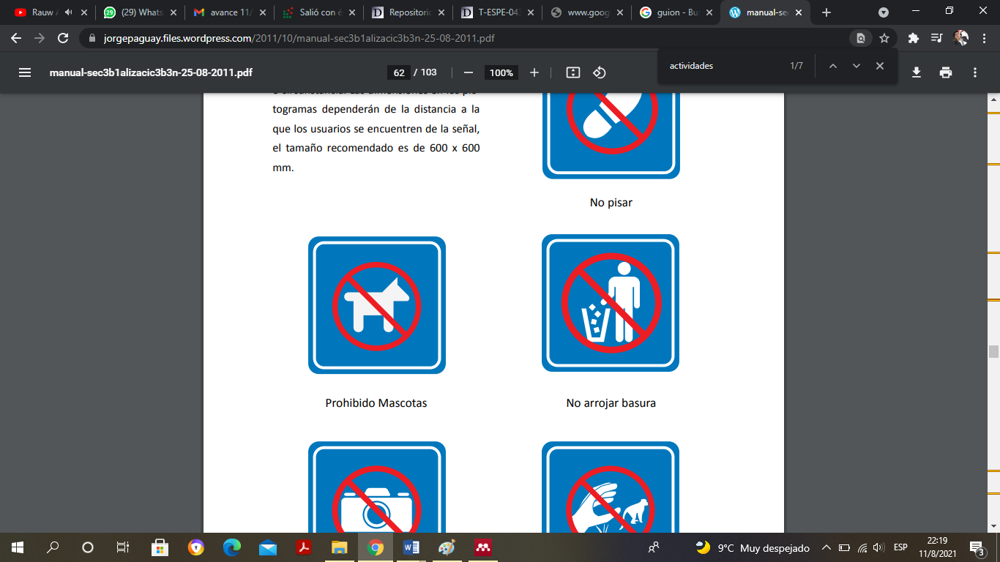 Rauw
(29) Whats
avance 11/
Salió con é
Repositorio
T-ESPE-043
www.goog
guion - Bu
manual-se
jorgepaguay.files.wordpress.com/2011/10/manual-sec3b1alizacic3b3n-25-08-2011.pdf
manual-sec3b1alizacic3b3n-25-08-2011.pdf
62 / 103
100%
actividades
1/7
togramas dependerán de la distancia a la
que los usuarios se encuentren de la señal,
el tamaño recomendado es de 600 x 600
mm.
No pisar
Prohibido Mascotas
No arrojar basura
9°C Muy despejado
ESP
22:19
11/8/2021
3